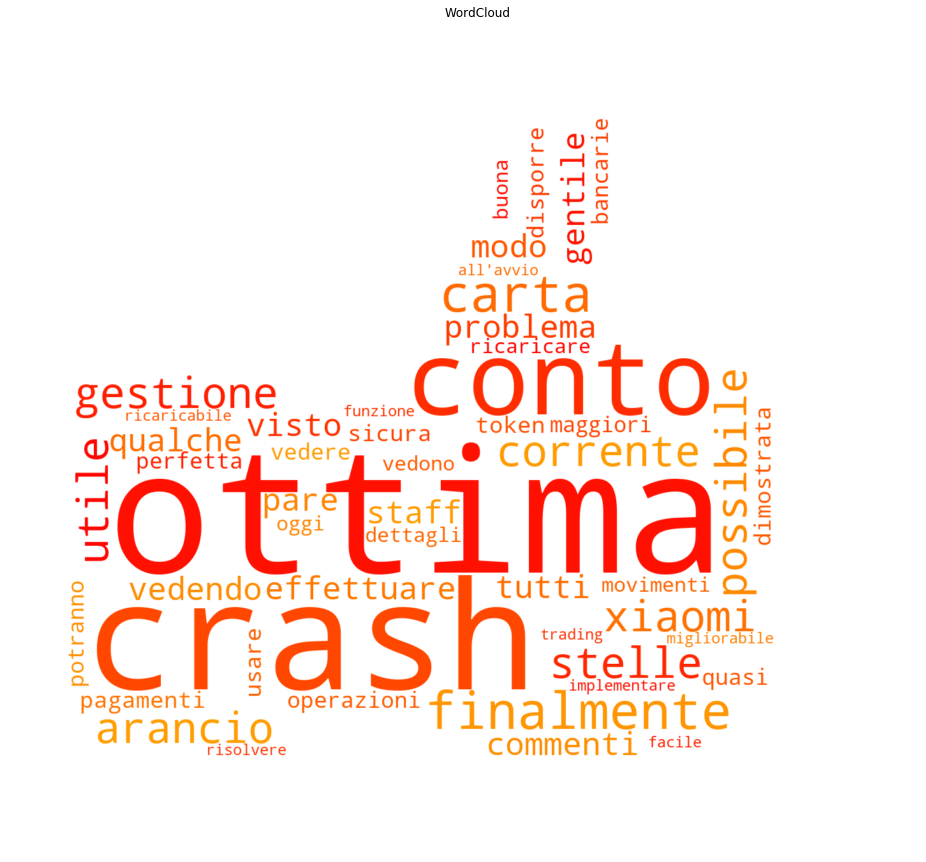 WordCloud
buona
disporre
gentile
bancarie
modo
all'avvio
carta
problema
ricaricare
conto
gestione
ricaricabile
funzione
visto
sicura
token
maggiori
qualche
perfetta
vedere
vedono
corrente
possibile
dimostrata
utile
ottima
pare
oggi
staff
dettagli
vedendo
effettuare
tutti
movimenti
potranno
crash
usare
xiaomi
trading
migliorabile
stelle
quasi
implementare
pagamenti
operazioni
finalmente
arancio
risolvere
commenti
facile